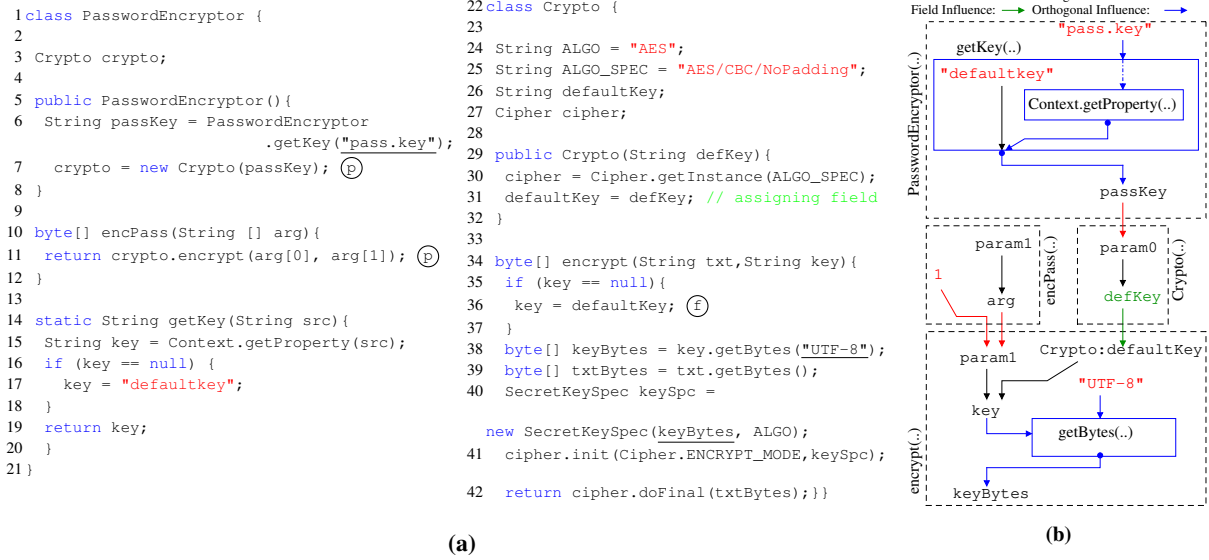 1 class PasswordEncryptor {
2
3 Crypto crypto;
4
5 public PasswordEncryptor(){
6 String passKey = PasswordEncryptor
.getKey("pass.key");
7 crypto = new Crypto(passKey); p
8 }
9
10 byte[] encPass(String [] arg){
11 return crypto.encrypt(arg[0], arg[1]); p
12 }
13
14 static String getKey(String src){
15 String key = Context.getProperty(src);
16 if (key == null) {
17 key = "defaultkey";
18 }
19 return key;
20 }
21 }
22 class Crypto {
23
24 String ALGO = "AES";
25 String ALGO_SPEC = "AES/CBC/NoPadding";
26 String defaultKey;
27 Cipher cipher;
28
29 public Crypto(String defKey){
30 cipher = Cipher.getInstance(ALGO_SPEC);
31 defaultKey = defKey; // assigning field
32 }
33
34 byte[] encrypt(String txt,String key){
35 if (key == null){
36 key = defaultKey; f
37 }
38 byte[] keyBytes = key.getBytes("UTF-8");
39 byte[] txtBytes = txt.getBytes();
40 SecretKeySpec keySpc =
new SecretKeySpec(keyBytes, ALGO);
41 cipher.init(Cipher.ENCRYPT_MODE,keySpc);
42 return cipher.doFinal(txtBytes);}}
(a)
Field Influence: Orthogonal Influence:
"pass.key"
getKey(..)
"defaultkey"
Context.getProperty(..)
passKey
PasswordEncryptor(..)
param1
arg
encPass(..)
param0
defKey
Crypto(..)
1
param1
Crypto:defaultKey
"UTF-8"
key
getBytes(..)
keyBytes
encrypt(..)
(b)